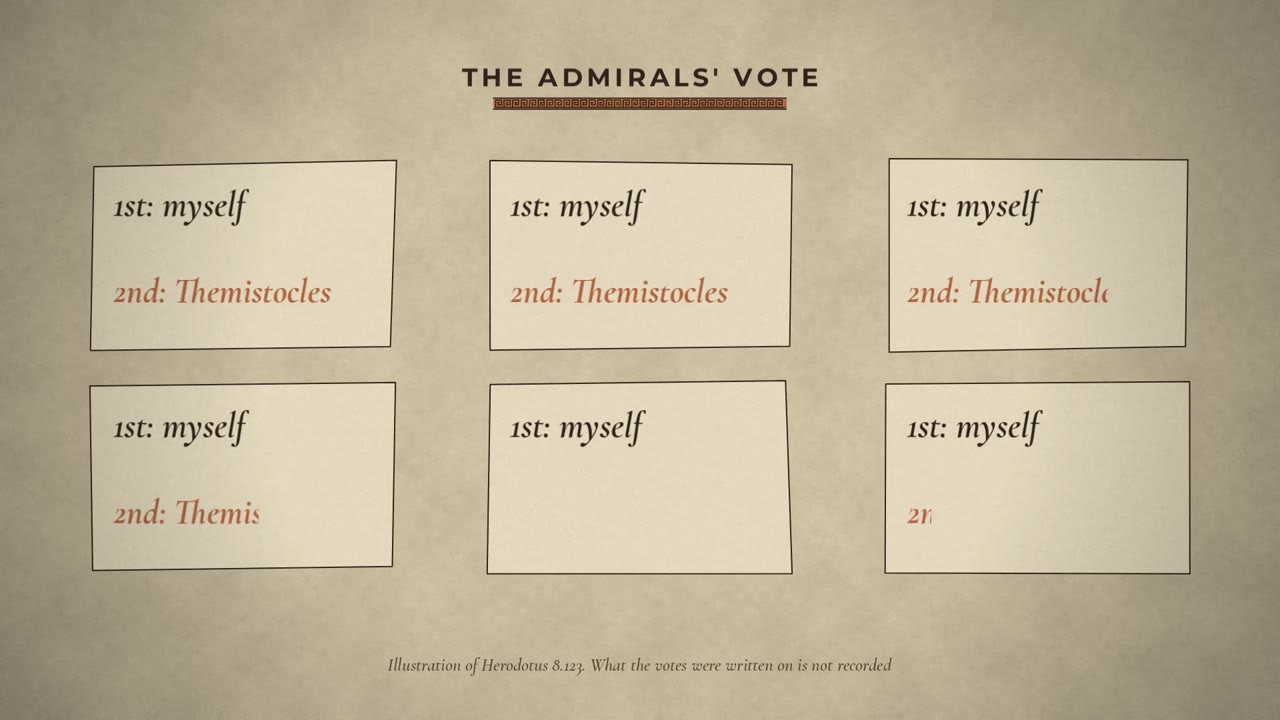 THE ADMIRALS' VOTE
1st: myself
2nd: Themistocles
1st: myself
2nd: Themistocles
1st: myself
2nd: Themistocle
1st: myself
2nd: Themis
1st: myself
1st: myself
2n
Illustration of Herodotus 8.123. What the votes were written on is not recorded